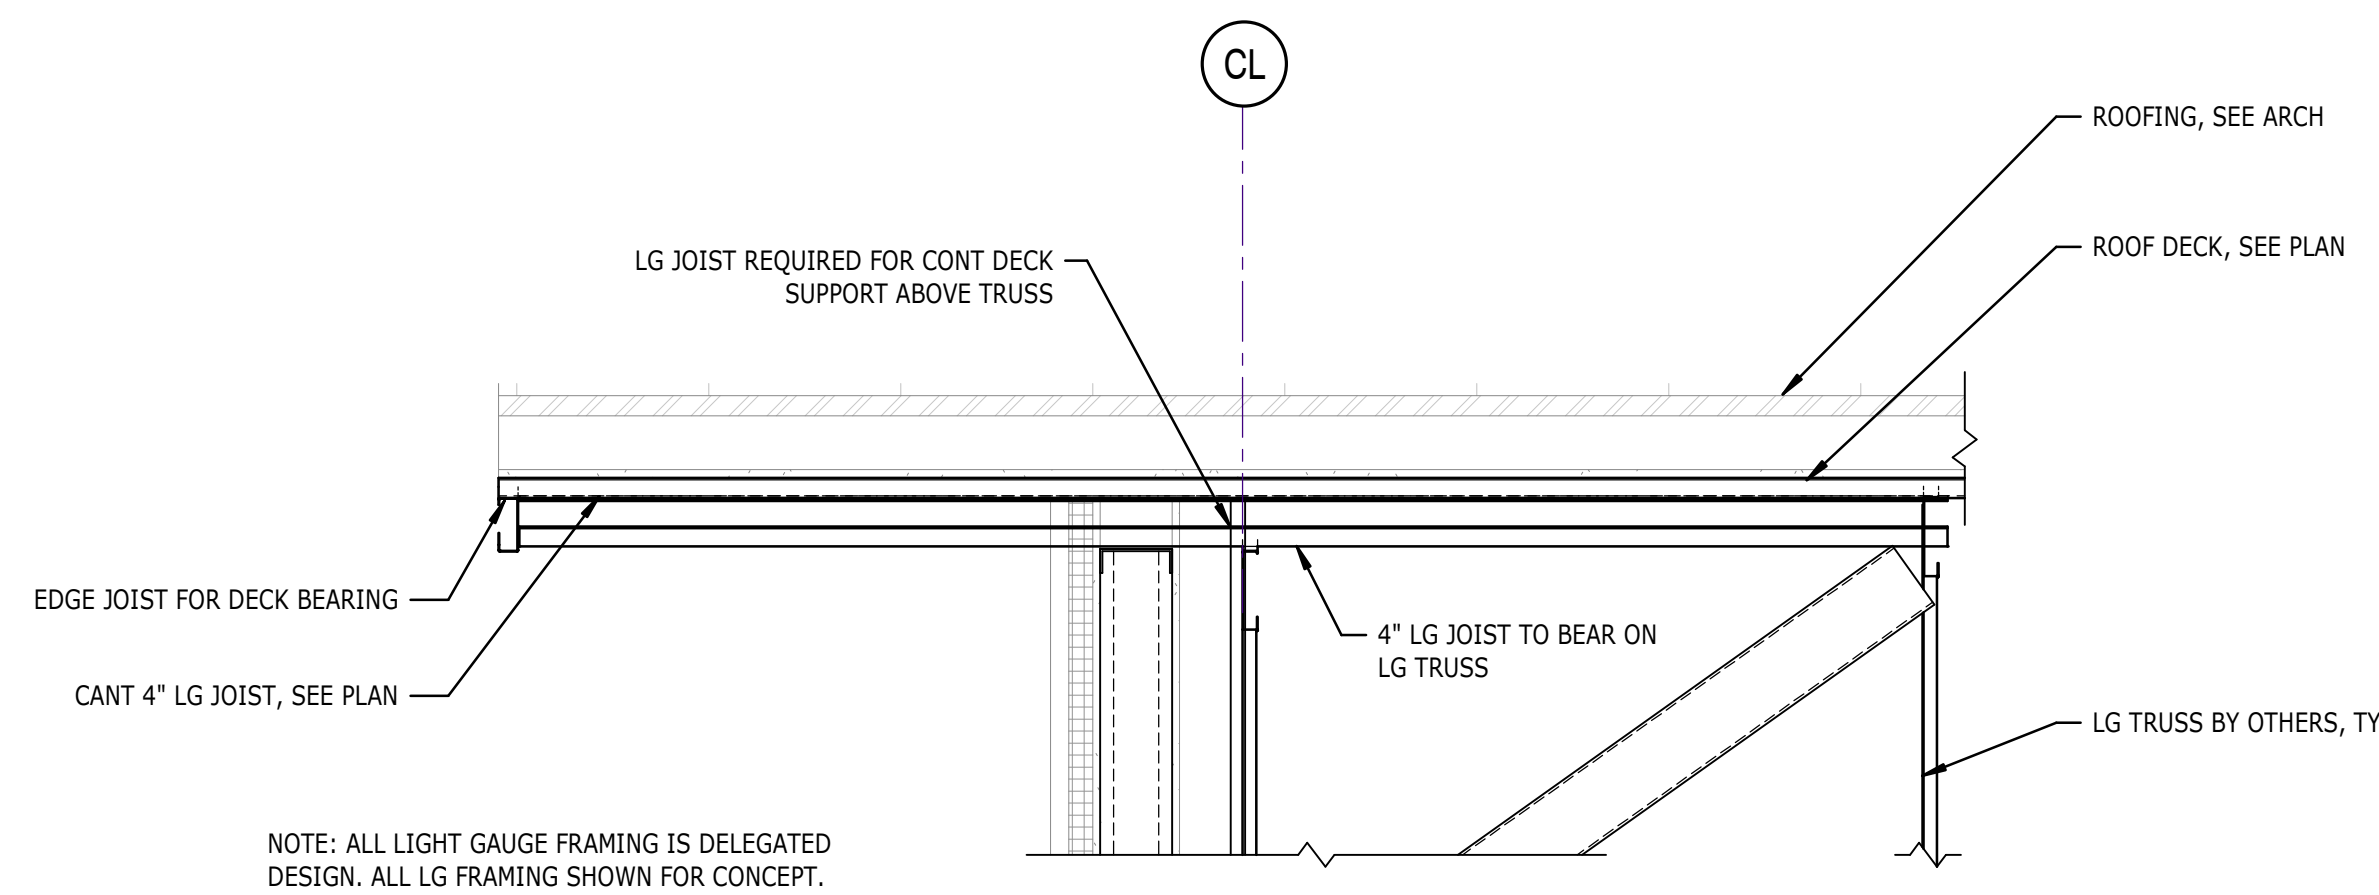 CL
ROOFING, SEE ARCH
ROOF DECK, SEE PLAN
LG JOIST REQUIRED FOR CONT DECK
SUPPORT ABOVE TRUSS
EDGE JOIST FOR DECK BEARING
4" LG JOIST TO BEAR ON
LG TRUSS
CANT 4" LG JOIST, SEE PLAN
LG TRUSS BY OTHERS, TY
NOTE: ALL LIGHT GAUGE FRAMING IS DELEGATED
DESIGN. ALL LG FRAMING SHOWN FOR CONCEPT.